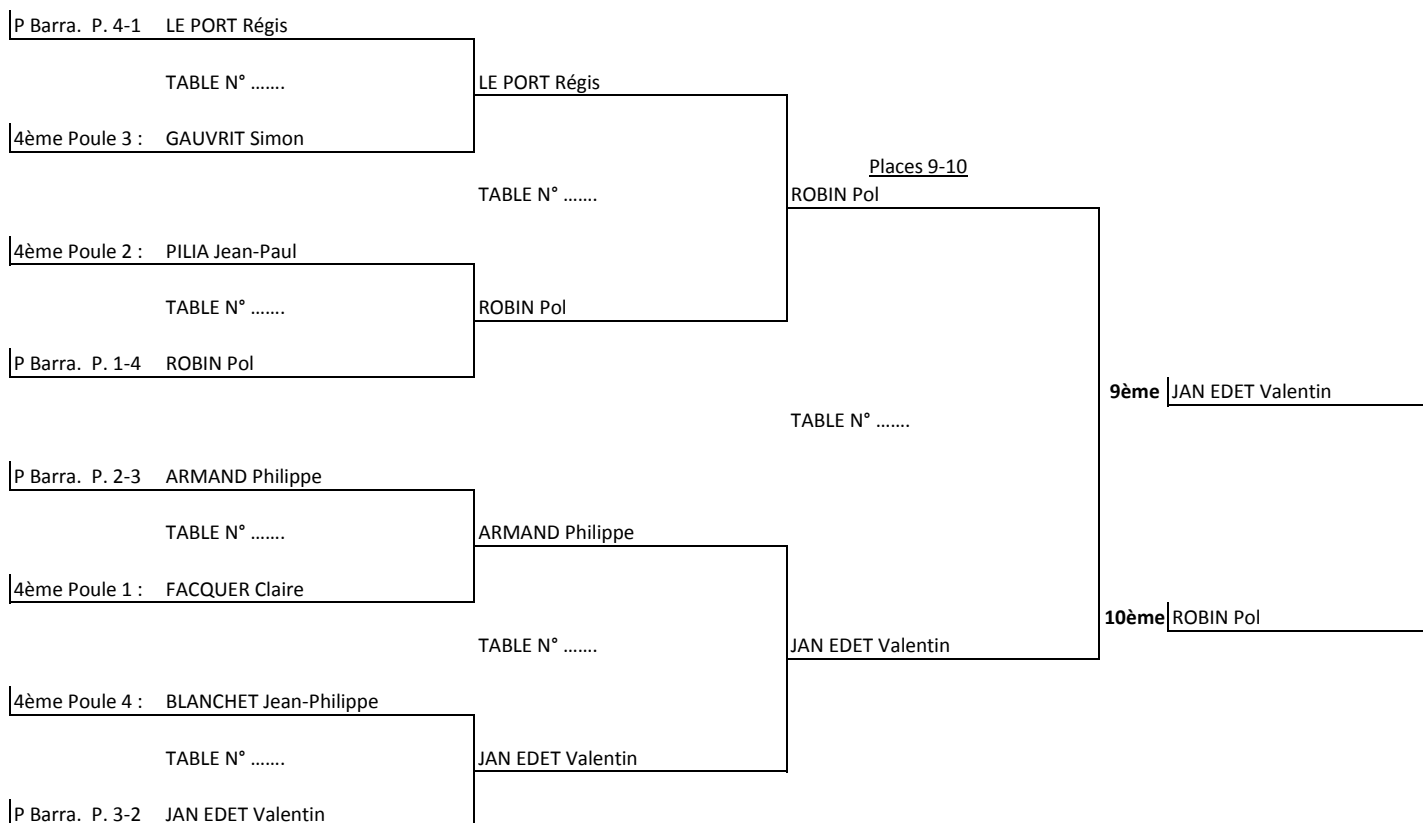 P Barra. P. 4-1 LE PORT Régis
TABLE N° ....... LE PORT Régis
4ème Poule 3 : GAUVRIT Simon
Places 9-10
TABLE N° ....... ROBIN Pol
4ème Poule 2 : PILIA Jean-Paul
TABLE N° ....... ROBIN Pol
P Barra. P. 1-4 ROBIN Pol
9ème JAN EDET Valentin
TABLE N° .......
P Barra. P. 2-3 ARMAND Philippe
TABLE N° ....... ARMAND Philippe
4ème Poule 1 : FACQUER Claire
10ème ROBIN Pol
TABLE N° ....... JAN EDET Valentin
4ème Poule 4 : BLANCHET Jean-Philippe
TABLE N° ....... JAN EDET Valentin
P Barra. P. 3-2 JAN EDET Valentin